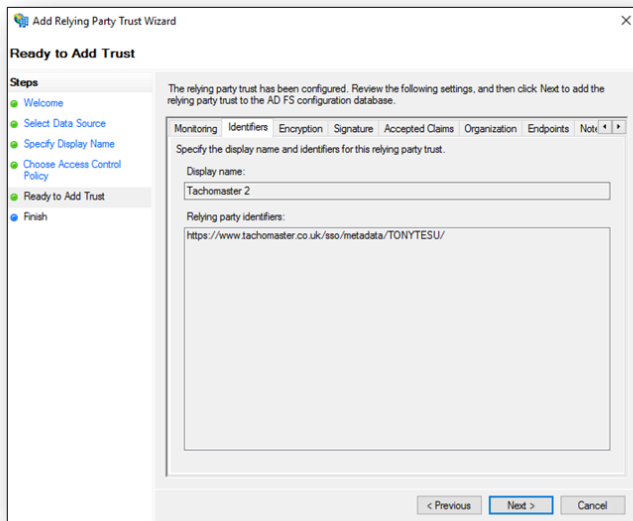 Add Relying Party Trust Wizard
Ready to Add Trust
Steps
Welcome
Select Data Source
Specify Display Name
Choose Access Control
Policy
Ready to Add Trust
Finish
The relying party trust has been configured. Review the following settings, and then click Next to add the
relying party trust to the AD FS configuration database.
Monitoring Identifiers Encryption Signature Accepted Claims Organization Endpoints Note
Specify the display name and identifiers for this relying party trust.
Display name:
Tachomaster 2
Relying party identifiers:
https://www.tachomaster.co.uk/sso/metadata/TONYTESU/
< Previous Next > Cancel